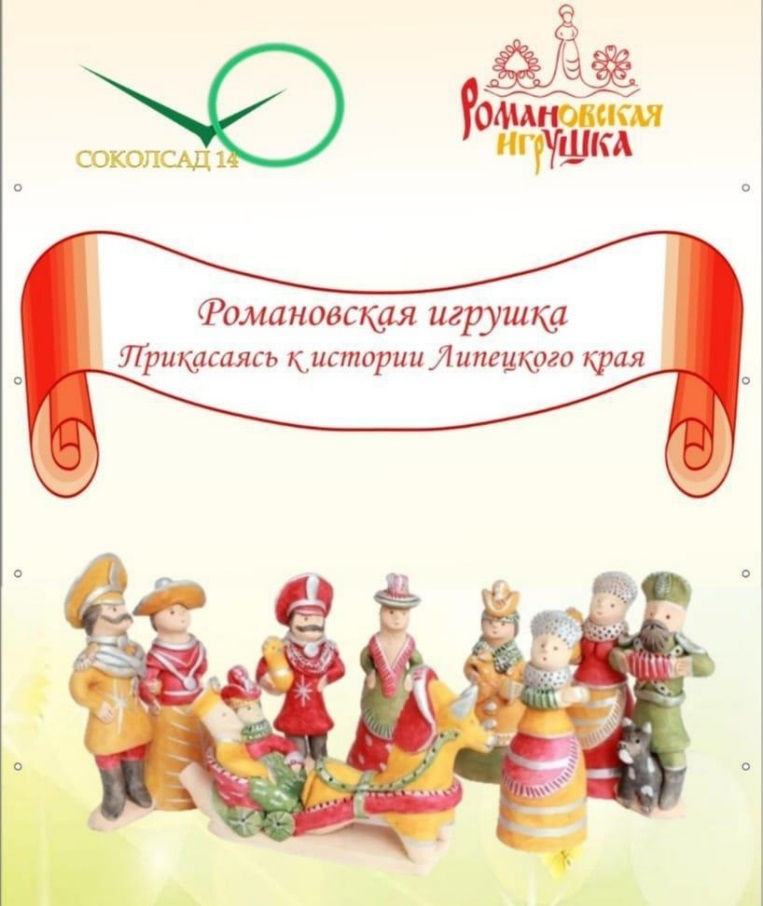 СОКОЛСАД 14
РОМАНОВСКАЯ
ИГРУШКА
Романовская игрушка
Прикасаясь к истории Липецкого края